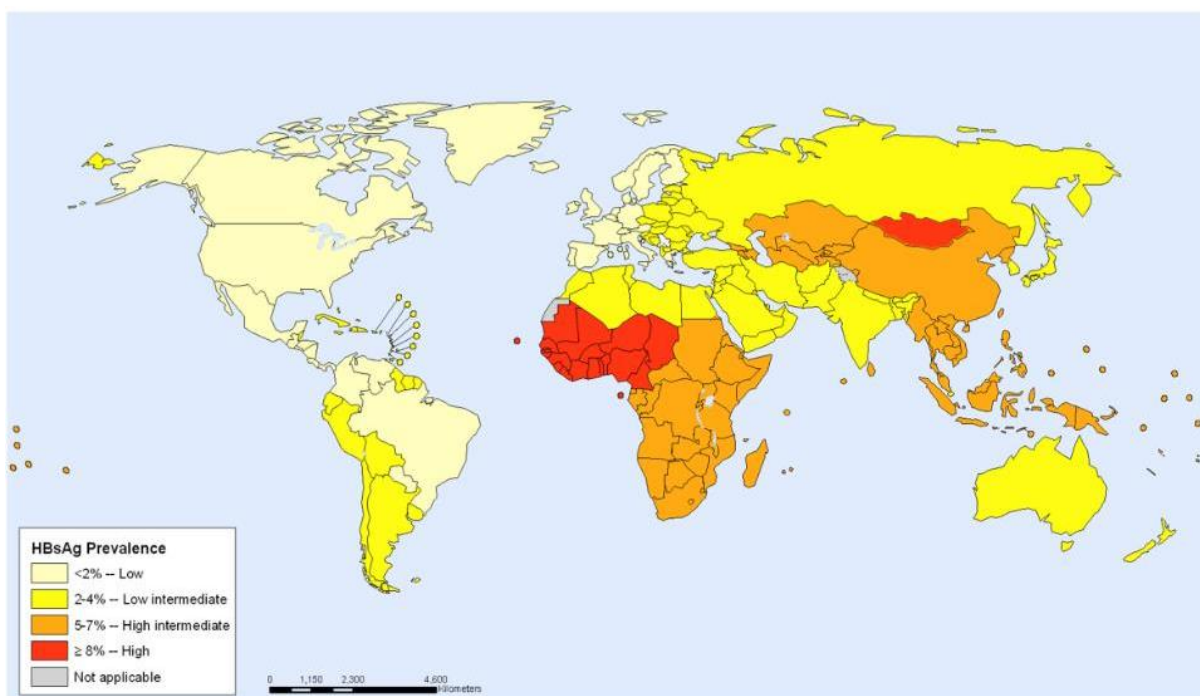 HBsAg Prevalence
<2% -- Low
2-4% -- Low intermediate
5-7% -- High intermediate
≥ 8% -- High
Not applicable
0 1,150 2,300 4,600
Kilometers